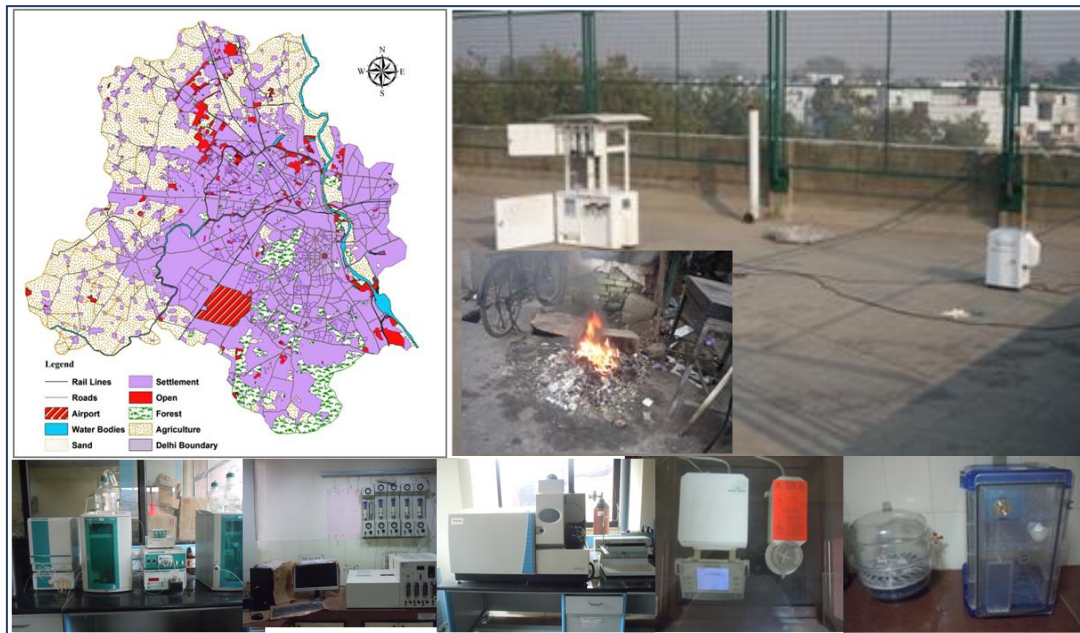 N
W E
S
Legend
Rail Lines
Settlement
Roads
Open
Airport
Forest
Water Bodies
Agriculture
Sand
Delhi Boundary